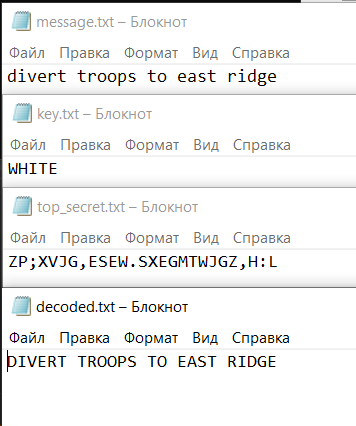 message.txt – Блокнот
Файл Правка Формат Вид Справка
divert troops to east ridge
key.txt – Блокнот
Файл Правка Формат Вид Справка
WHITE
top_secret.txt – Блокнот
Файл Правка Формат Вид Справка
ZP;XVJG,ESEW.SXEGMTWJGZ,H:L
decoded.txt – Блокнот
Файл Правка Формат Вид Справка
DIVERT TROOPS TO EAST RIDGE